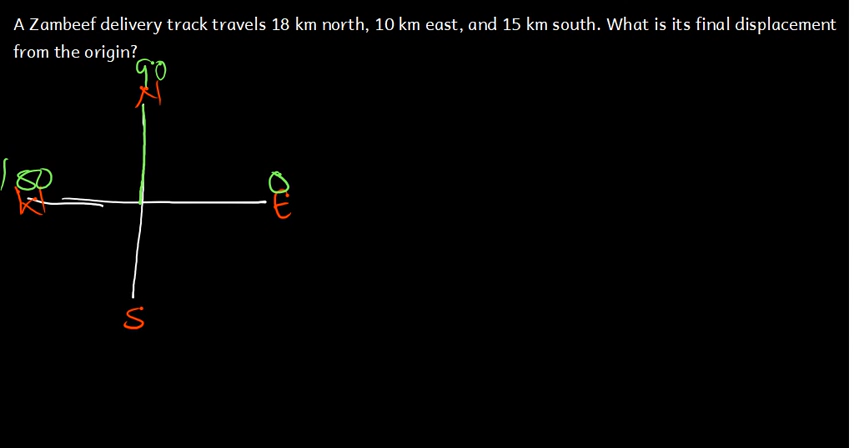 A Zambeef delivery track travels 18 km north, 10 km east, and 15 km south. What is its final displacement
from the origin?
90
N
180
0
W
E
S